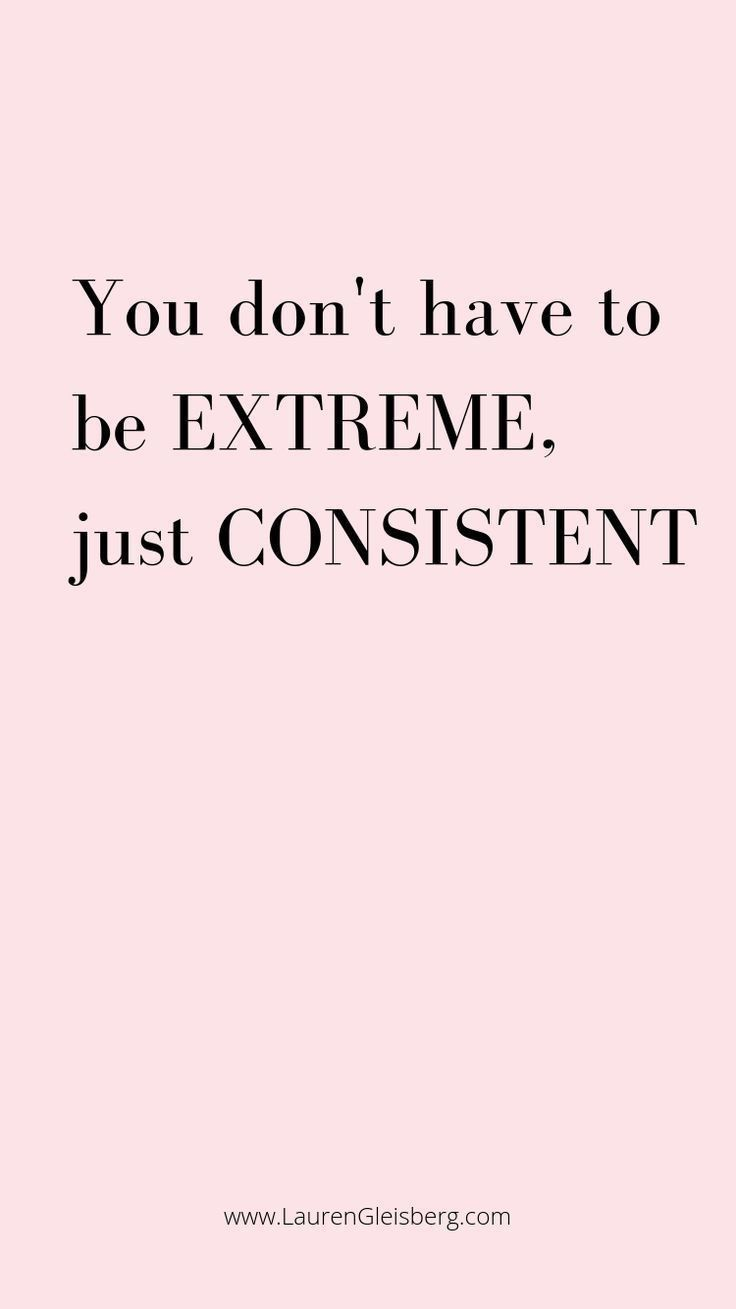 You don't have to
be EXTREME,
just CONSISTENT
www.LaurenGleisberg.com